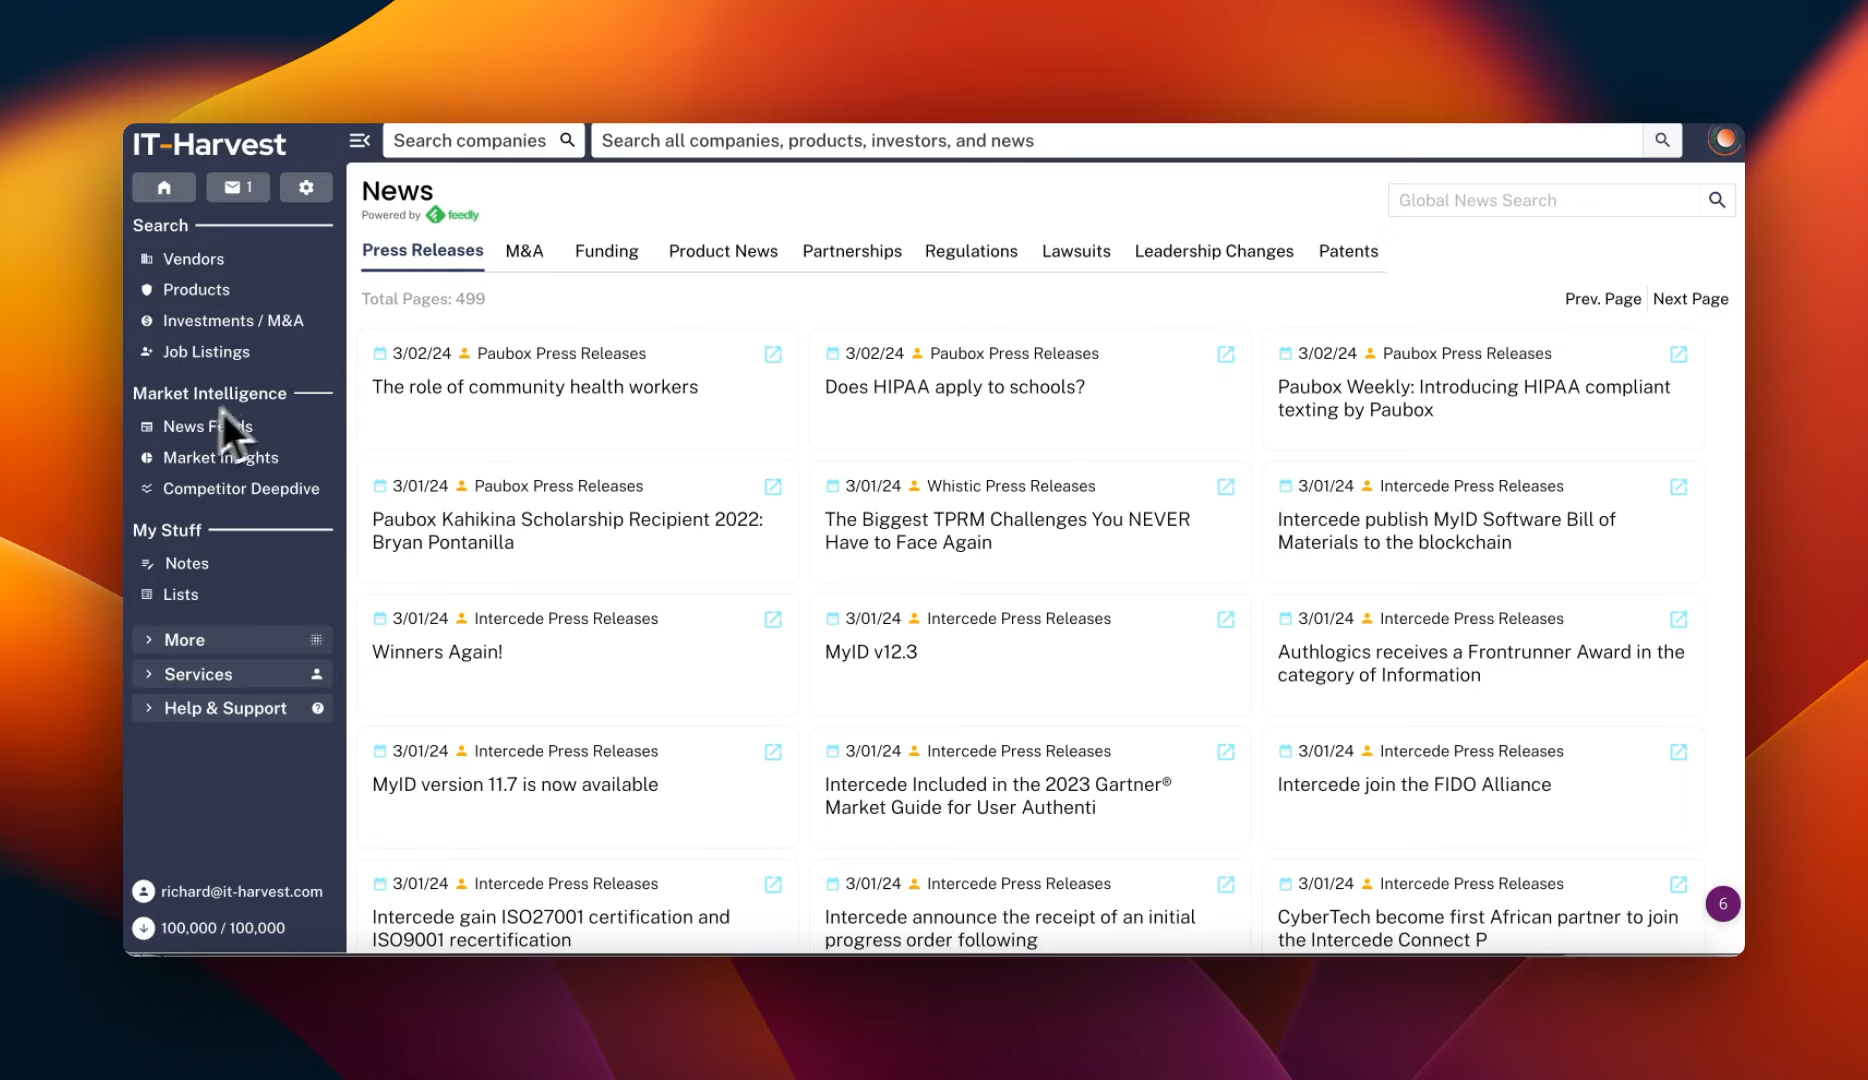 IT-Harvest
Search companies
Search all companies, products, investors, and news
1
Search
Vendors
Products
Investments / M&A
Job Listings
Market Intelligence
News Feeds
Market Insights
Competitor Deepdive
My Stuff
Notes
Lists
More
Services
Help & Support
richard@it-harvest.com
100,000 / 100,000
News
Powered by feedly
Global News Search
Press Releases M&A Funding Product News Partnerships Regulations Lawsuits Leadership Changes Patents
Total Pages: 499
Prev. Page Next Page
3/02/24 Paubox Press Releases
The role of community health workers
3/02/24 Paubox Press Releases
Does HIPAA apply to schools?
3/02/24 Paubox Press Releases
Paubox Weekly: Introducing HIPAA compliant
texting by Paubox
3/01/24 Paubox Press Releases
Paubox Kahikina Scholarship Recipient 2022:
Bryan Pontanilla
3/01/24 Whistic Press Releases
The Biggest TPRM Challenges You NEVER
Have to Face Again
3/01/24 Intercede Press Releases
Intercede publish MyID Software Bill of
Materials to the blockchain
3/01/24 Intercede Press Releases
Winners Again!
3/01/24 Intercede Press Releases
MyID v12.3
3/01/24 Intercede Press Releases
Authlogics receives a Frontrunner Award in the
category of Information
3/01/24 Intercede Press Releases
MyID version 11.7 is now available
3/01/24 Intercede Press Releases
Intercede Included in the 2023 Gartner®
Market Guide for User Authenti
3/01/24 Intercede Press Releases
Intercede join the FIDO Alliance
3/01/24 Intercede Press Releases
Intercede gain ISO27001 certification and
ISO9001 recertification
3/01/24 Intercede Press Releases
Intercede announce the receipt of an initial
progress order following
3/01/24 Intercede Press Releases
CyberTech become first African partner to join
the Intercede Connect P
6